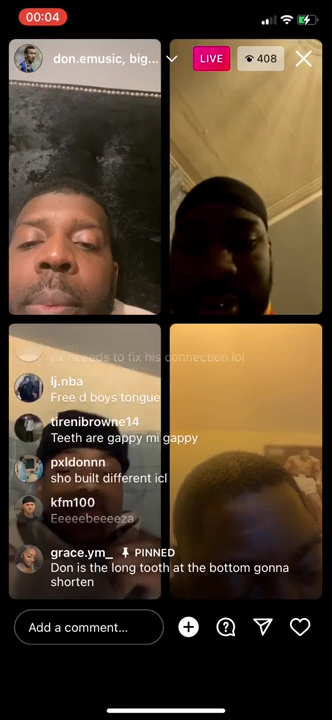 00:04
don.emusic, big...
LIVE
408
px needs to fix his connection lol
lj.nba
Free d boys tongue
tirenibrowne14
Teeth are gappy mi gappy
pxldonnn
sho built different icl
kfm100
Eeeeebeeeeza
grace.ym_ PINNED
Don is the long tooth at the bottom gonna
shorten
Add a comment...